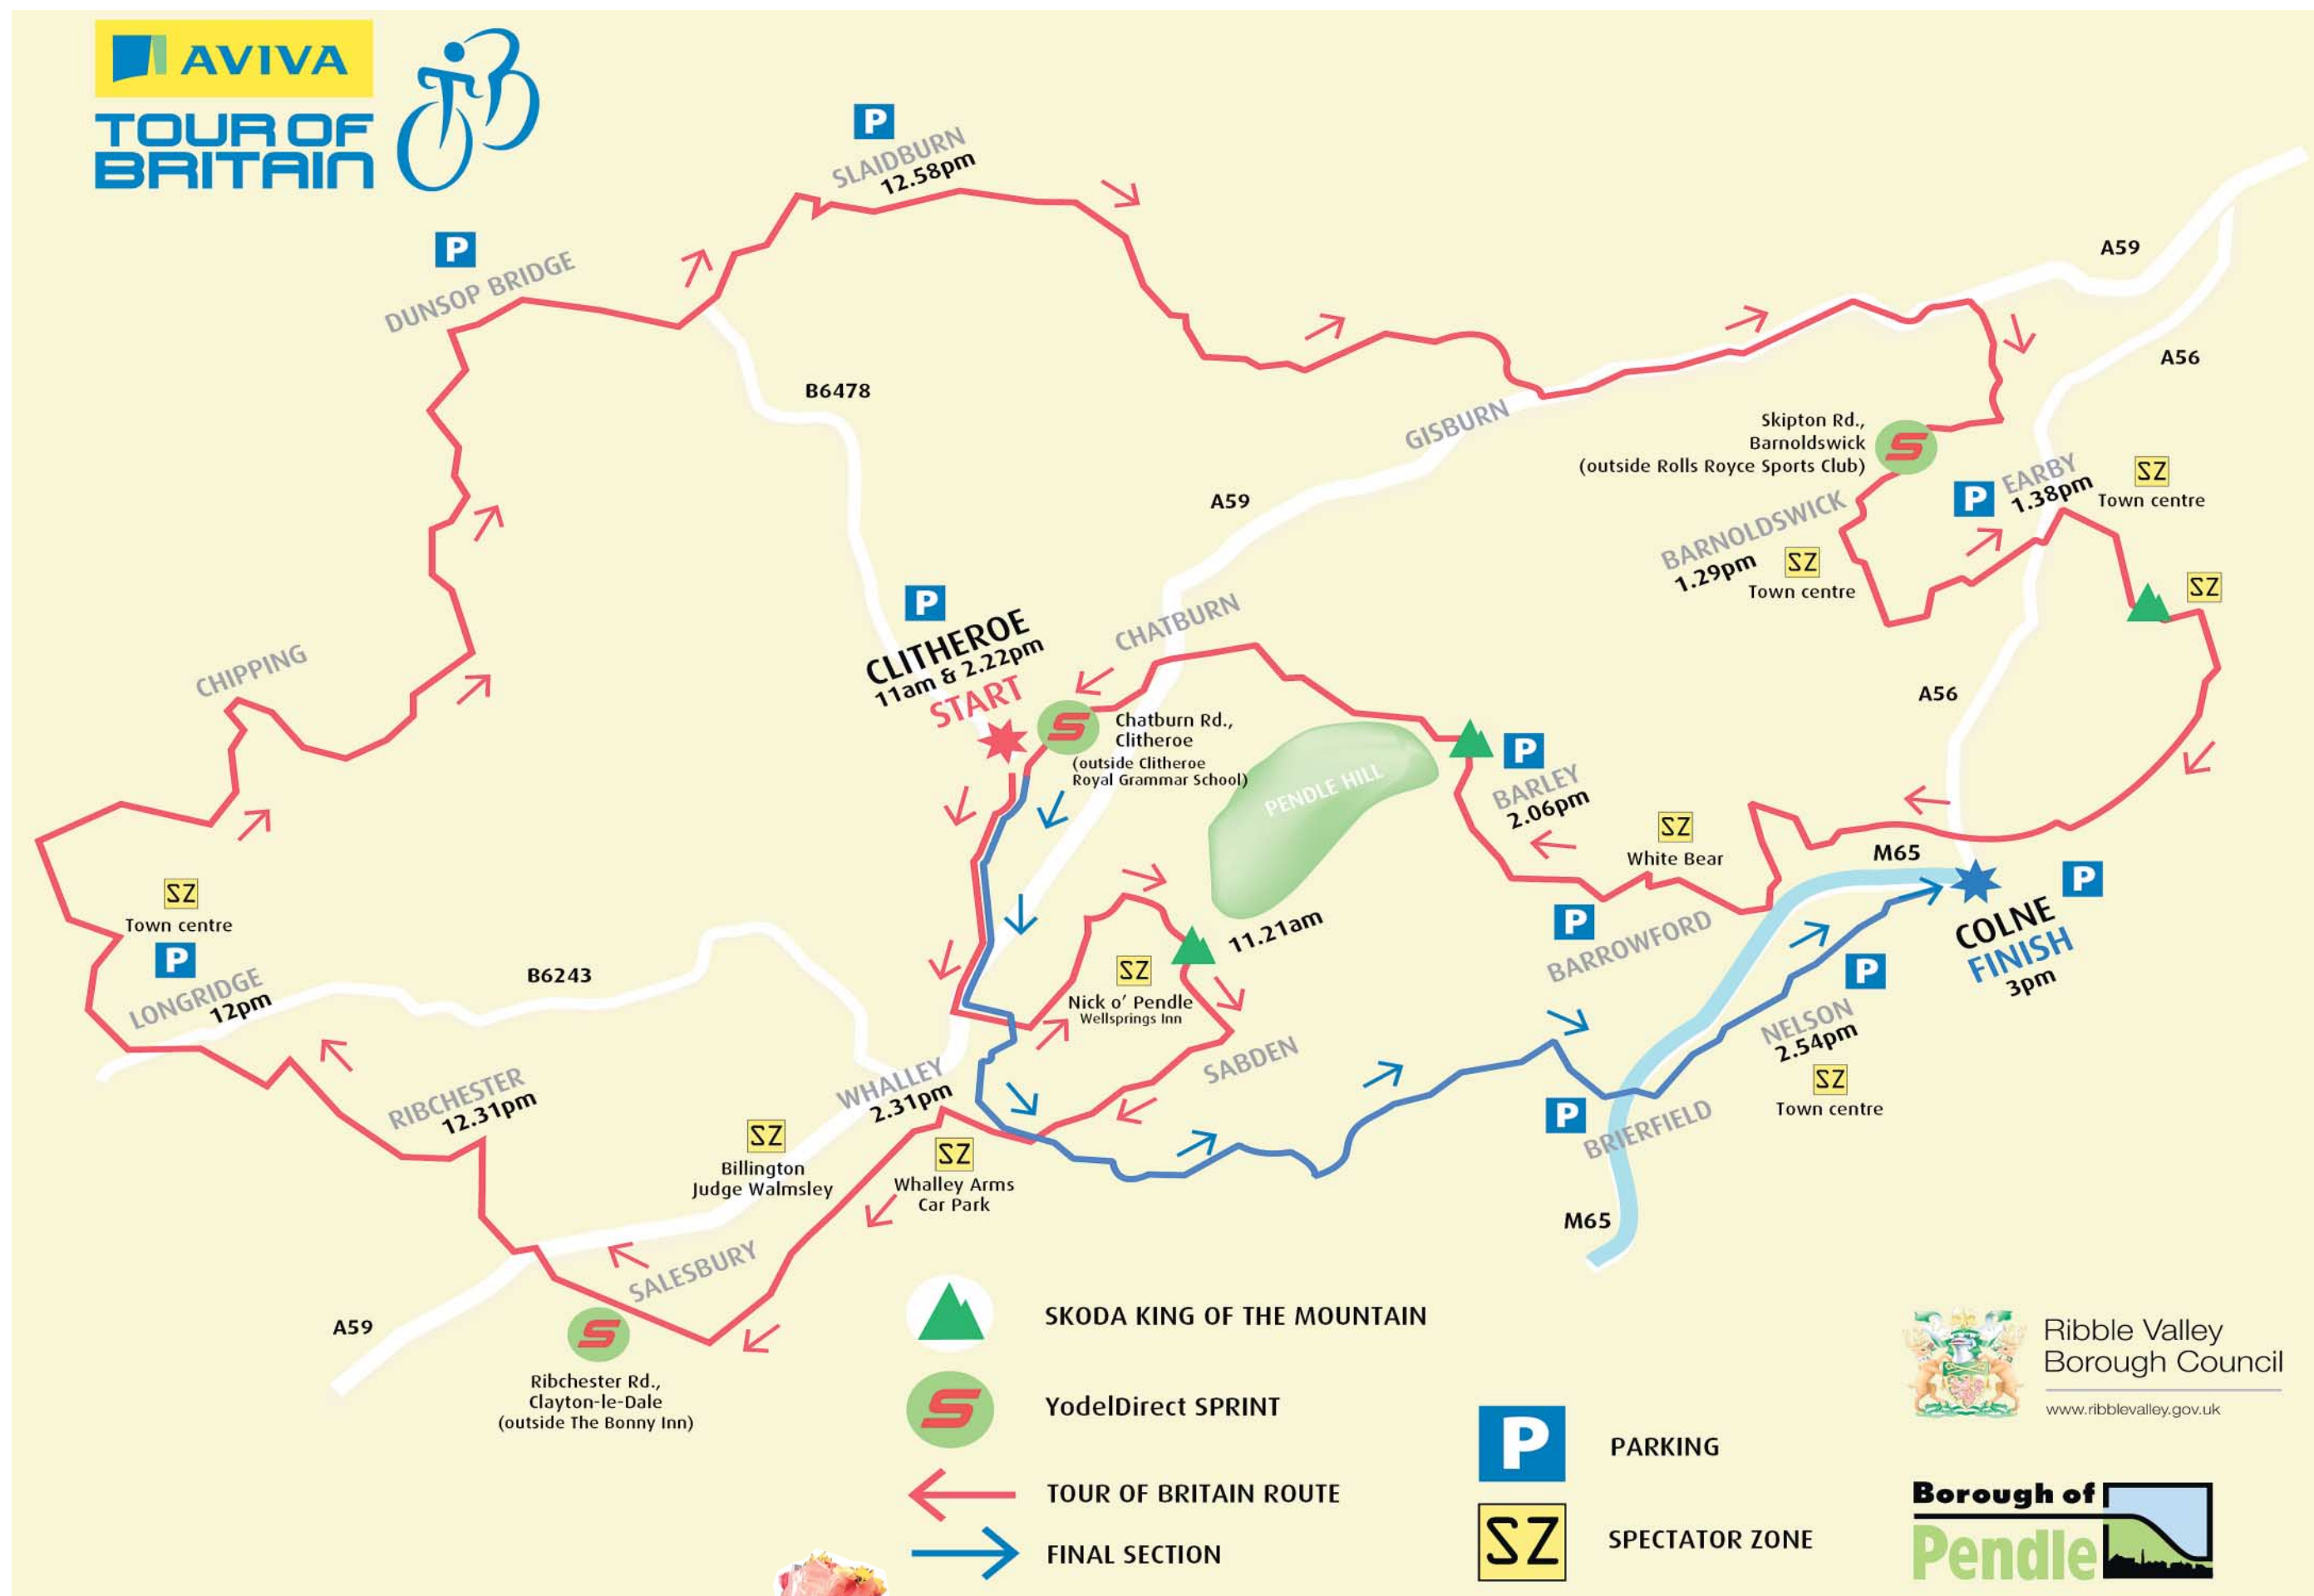 AVIVA
TOUR OF
BRITAIN
P
SLAIDBURN
12.58pm
P
DUNSOP BRIDGE
A59
A56
B6478
GISBURN
A59
Skipton Rd.,
Barnoldswick
(outside Rolls Royce Sports Club)
S
P
EARBY
1.38pm
SZ
Town centre
BARNOLDSWICK
1.29pm
SZ
Town centre
SZ
P
CLITHEROE
11am & 2.22pm
START
CHATBURN
S
Chatburn Rd.,
Clitheroe
(outside Clitheroe
Royal Grammar School)
CHIPPING
A56
PENDLE HILL
P
BARLEY
2.06pm
SZ
White Bear
M65
P
COLNE
FINISH
3pm
SZ
Town centre
P
LONGRIDGE
12pm
B6243
11.21am
SZ
Nick o' Pendle
Wellsprings Inn
P
BARROWFORD
P
NELSON
2.54pm
SZ
Town centre
SABDEN
RIBCHESTER
12.31pm
WHALLEY
2.31pm
SZ
Billington
Judge Walmsley
SZ
Whalley Arms
Car Park
P
BRIERFIELD
M65
SALESBURY
A59
S
Ribchester Rd.,
Clayton-le-Dale
(outside The Bonny Inn)
SKODA KING OF THE MOUNTAIN
S
YodelDirect SPRINT
TOUR OF BRITAIN ROUTE
FINAL SECTION
P
PARKING
SZ
SPECTATOR ZONE
Ribble Valley
Borough Council
www.ribblevalley.gov.uk
Borough of
Pendle